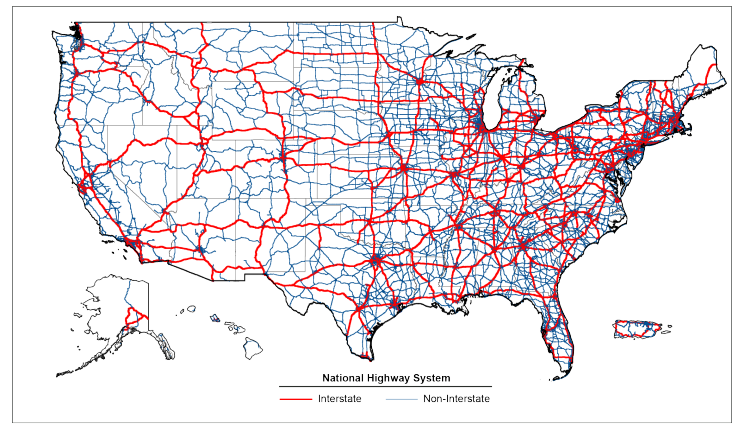 National Highway System
Interstate
Non-Interstate